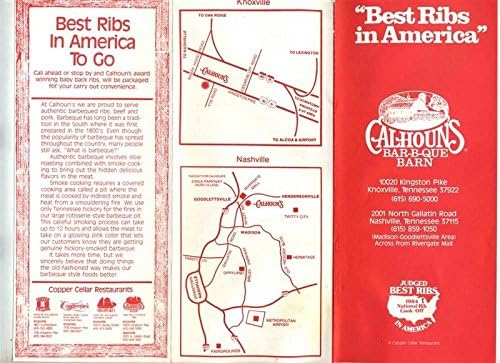 Best Ribs
In America
To Go
Call ahead or stop by and Calhoun's award
winning baby back ribs, will be packaged
for your carry out convenience.
At Calhoun's we are proud to serve
authentic barbequed ribs, beef and
pork. Barbeque has long been a tradi-
tion in the South where it was first
prepared in the 1800's. Even though
the popularity of barbeque has spread
throughout the country, many people
still ask, "What is barbeque?"
Authentic barbeque involves slow
roasting combined with smoke cook-
ing to bring out the hidden delicious
flavors in the meat.
Smoke cooking requires a covered
area called a pit where the meat
is cooked by indirect smoke and
heat from a smouldering fire. We use
only Tennessee hickory for the fires in
our large rotisserie style barbeque pit.
This careful smoking process can take
up to 12 hours and allows the meat to
take on a glowing pink color that lets
our customers know they are getting
genuine hickory-smoked barbeque.
It takes more time, but we
sincerely believe that doing things
the old-fashioned way makes our
barbeque style foods better.
Copper Cellar Restaurants
Knoxville
TO OAK RIDGE
TO LEXINGTON
TO NASHVILLE
CALHOUN'S
TO ALCOA & AIRPORT
Nashville
GOODLETTSVILLE
HENDERSONVILLE
CALHOUN'S
TWITTY CITY
MADISON
TRINITY LN
OPRYLAND
HERMITAGE
METROPOLITAN
AIRPORT
FAIRGROUNDS
"Best Ribs
in America"
CALHOUN'S
BAR-B-QUE
BARN
10020 Kingston Pike
Knoxville, Tennessee 37922
(615) 690-5000
2001 North Gallatin Road
Nashville, Tennessee 37115
(615) 859-1050
(Madison-Goodlettsville Area)
Across from Rivergate Mall
JUDGED
BEST RIBS
1984
National Rib
Cook-Off
IN AMERICA
A Copper Cellar Restaurant